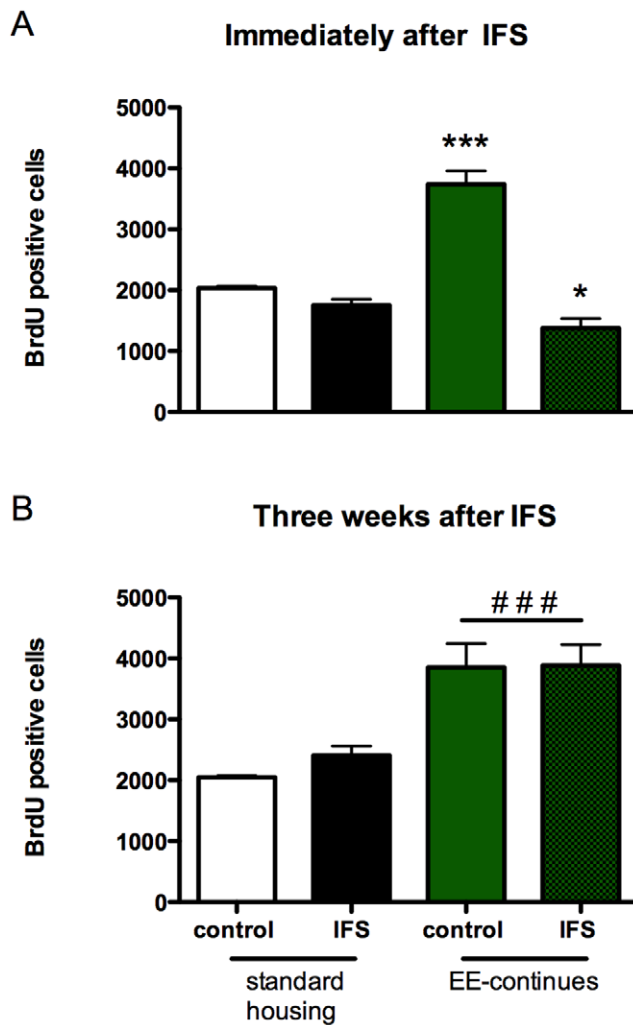 A
Immediately after IFS
BrdU positive cells
5000
4000
3000
2000
1000
0
***
*
B
Three weeks after IFS
BrdU positive cells
5000
4000
3000
2000
1000
0
# # #
control IFS control IFS
standard housing
EE-continues